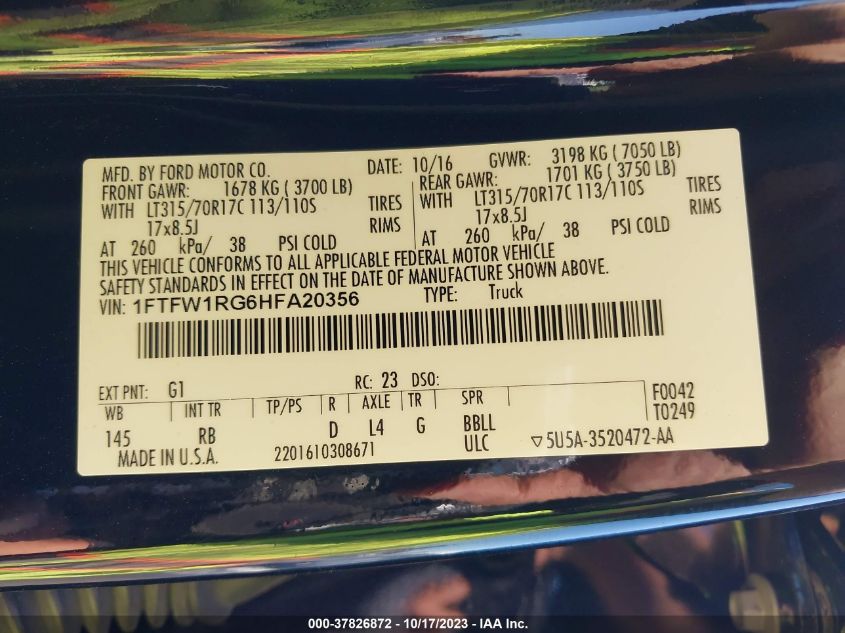 MFD. BY FORD MOTOR CO. DATE: 10/16 GVWR: 3198 KG ( 7050 LB)
FRONT GAWR: 1678 KG ( 3700 LB) REAR GAWR: 1701 KG ( 3750 LB)
WITH LT315/70R17C 113/110S TIRES WITH LT315/70R17C 113/110S TIRES
17x8.5J RIMS 17x8.5J RIMS
AT 260 kPa/ 38 PSI COLD AT 260 kPa/ 38 PSI COLD
THIS VEHICLE CONFORMS TO ALL APPLICABLE FEDERAL MOTOR VEHICLE
SAFETY STANDARDS IN EFFECT ON THE DATE OF MANUFACTURE SHOWN ABOVE.
VIN: 1FTFW1RG6HFA20356 TYPE: Truck
EXT PNT: G1 RC: 23 DSO:
WB INT TR TP/PS R AXLE TR SPR F0042
T0249
145 RB D L4 G BBLL
ULC ▽5U5A-3520472-AA
MADE IN U.S.A. 2201610308671
000-37826872 - 10/17/2023 - IAA Inc.